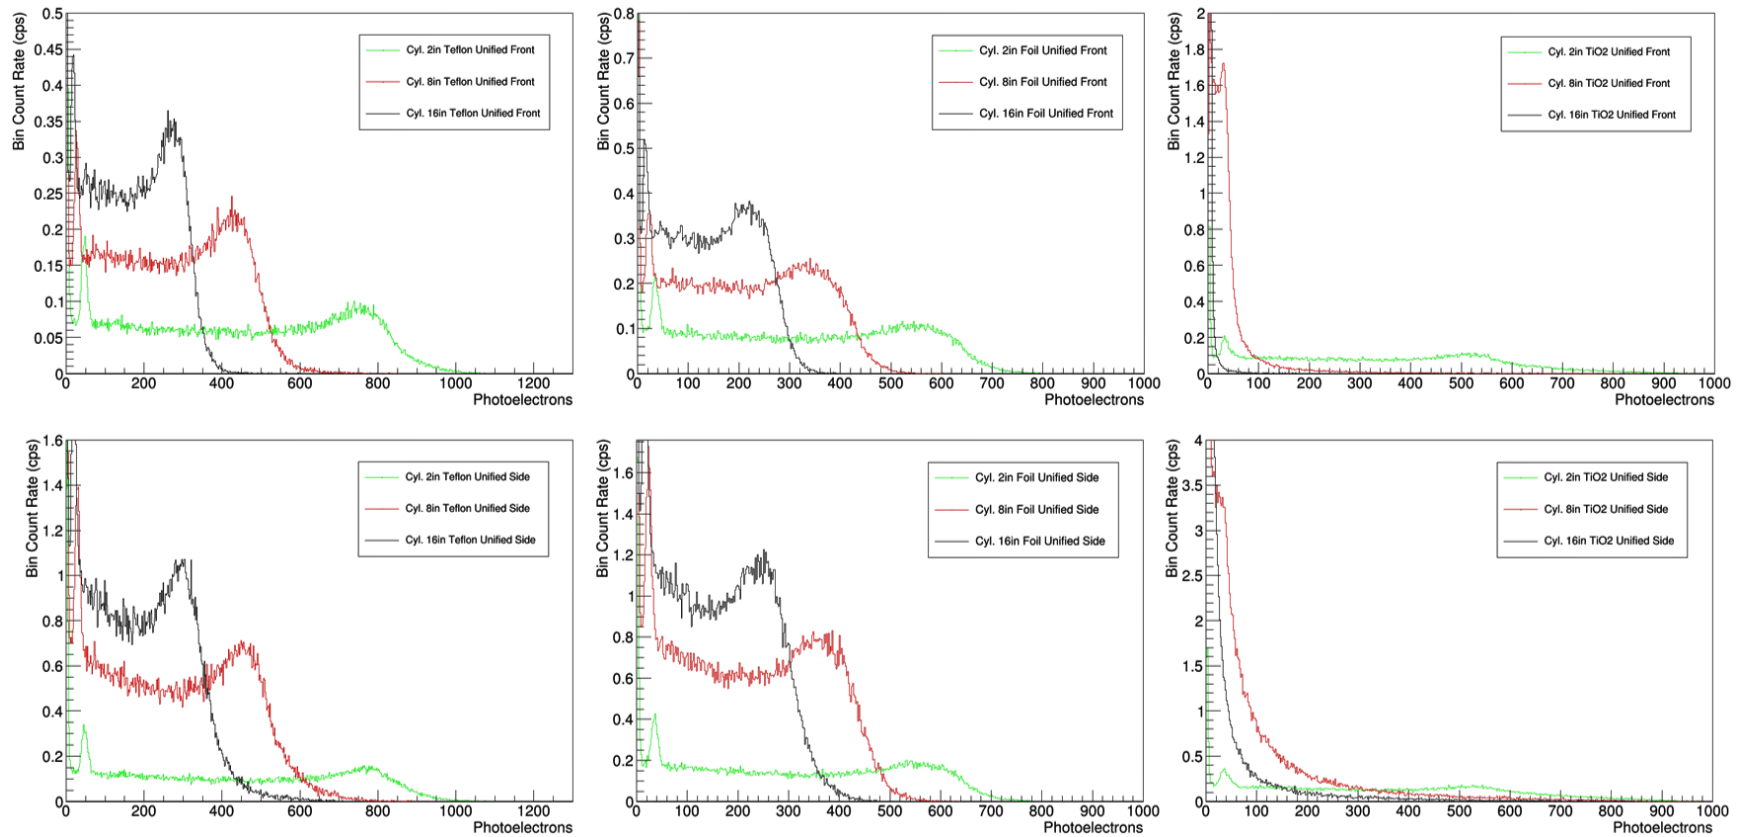 Bin Count Rate (cps)
0.5
0.45
0.4
0.35
0.3
0.25
0.2
0.15
0.1
0.05
0
Cyl. 2in Teflon Unified Front
Cyl. 8in Teflon Unified Front
Cyl. 16in Teflon Unified Front
0 200 400 600 800 1000 1200
Photoelectrons
Bin Count Rate (cps)
0.8
0.7
0.6
0.5
0.4
0.3
0.2
0.1
0
Cyl. 2in Foil Unified Front
Cyl. 8in Foil Unified Front
Cyl. 16in Foil Unified Front
0 100 200 300 400 500 600 700 800 900 1000
Photoelectrons
Bin Count Rate (cps)
2
1.8
1.6
1.4
1.2
1
0.8
0.6
0.4
0.2
0
Cyl. 2in TiO2 Unified Front
Cyl. 8in TiO2 Unified Front
Cyl. 16in TiO2 Unified Front
0 100 200 300 400 500 600 700 800 900 1000
Photoelectrons
Bin Count Rate (cps)
1.6
1.4
1.2
1
0.8
0.6
0.4
0.2
0
Cyl. 2in Teflon Unified Side
Cyl. 8in Teflon Unified Side
Cyl. 16in Teflon Unified Side
0 200 400 600 800 1000 1200
Photoelectrons
Bin Count Rate (cps)
1.6
1.4
1.2
1
0.8
0.6
0.4
0.2
0
Cyl. 2in Foil Unified Side
Cyl. 8in Foil Unified Side
Cyl. 16in Foil Unified Side
0 100 200 300 400 500 600 700 800 900 1000
Photoelectrons
Bin Count Rate (cps)
4
3.5
3
2.5
2
1.5
1
0.5
0
Cyl. 2in TiO2 Unified Side
Cyl. 8in TiO2 Unified Side
Cyl. 16in TiO2 Unified Side
0 100 200 300 400 500 600 700 800 900 1000
Photoelectrons